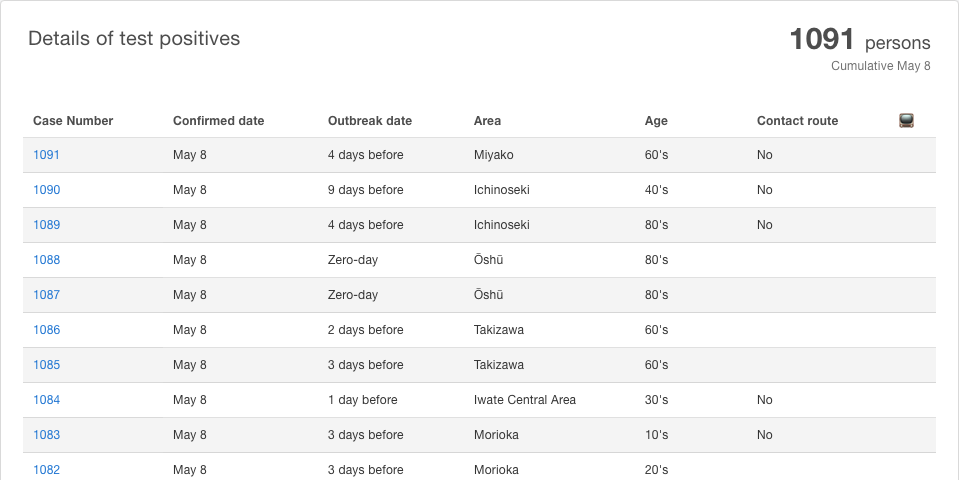 Details of test positives
1091 persons
Cumulative May 8
Case Number Confirmed date Outbreak date Area Age Contact route
1091 May 8 4 days before Miyako 60's No
1090 May 8 9 days before Ichinoseki 40's No
1089 May 8 4 days before Ichinoseki 80's No
1088 May 8 Zero-day Ōshū 80's
1087 May 8 Zero-day Ōshū 80's
1086 May 8 2 days before Takizawa 60's
1085 May 8 3 days before Takizawa 60's
1084 May 8 1 day before Iwate Central Area 30's No
1083 May 8 3 days before Morioka 10's No
1082 May 8 3 days before Morioka 20's